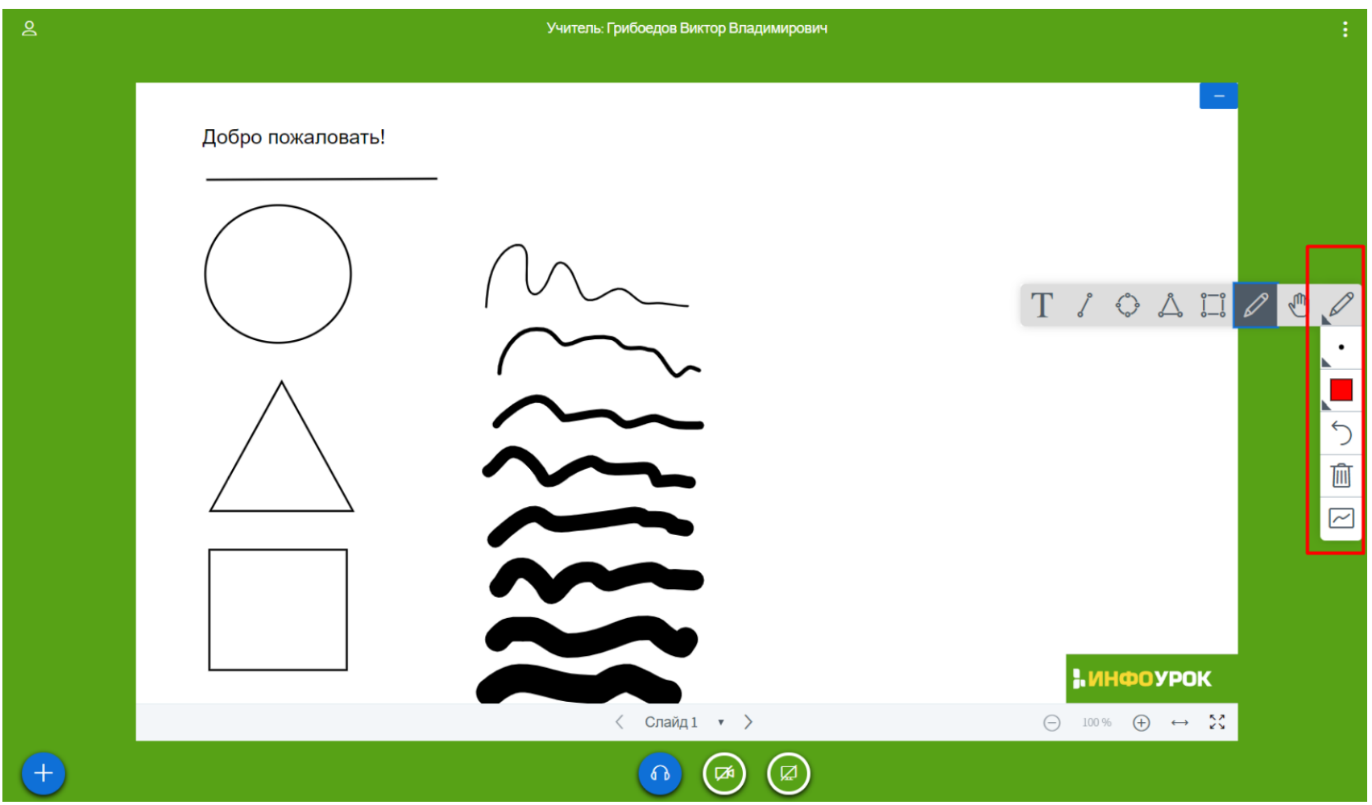 Учитель: Грибоедов Виктор Владимирович
Добро пожаловать!
T
ИНФОУРОК
Слайд 1
100 %